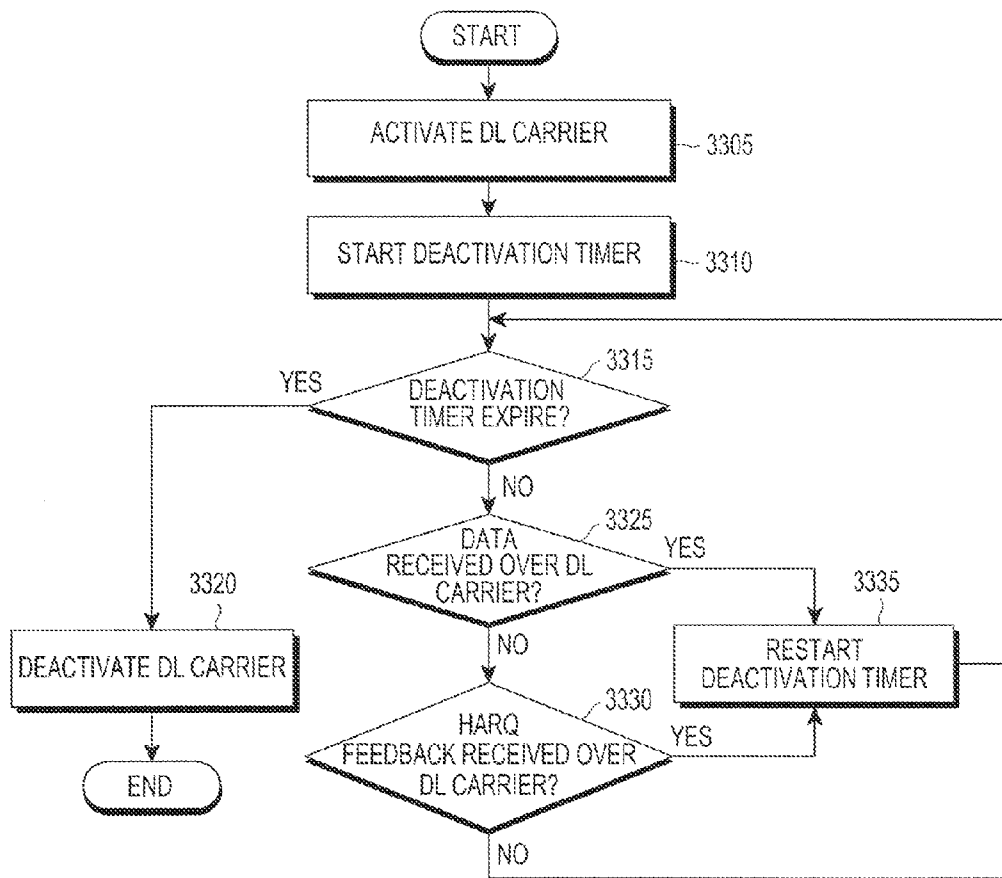 START
ACTIVATE DL CARRIER
3305
START DEACTIVATION TIMER
3310
3315
YES
DEACTIVATION
TIMER EXPIRE?
NO
3325
DATA
RECEIVED OVER DL
CARRIER?
YES
3320
DEACTIVATE DL CARRIER
NO
3335
RESTART
DEACTIVATION TIMER
3330
HARQ
FEEDBACK RECEIVED OVER
DL CARRIER?
YES
END
NO